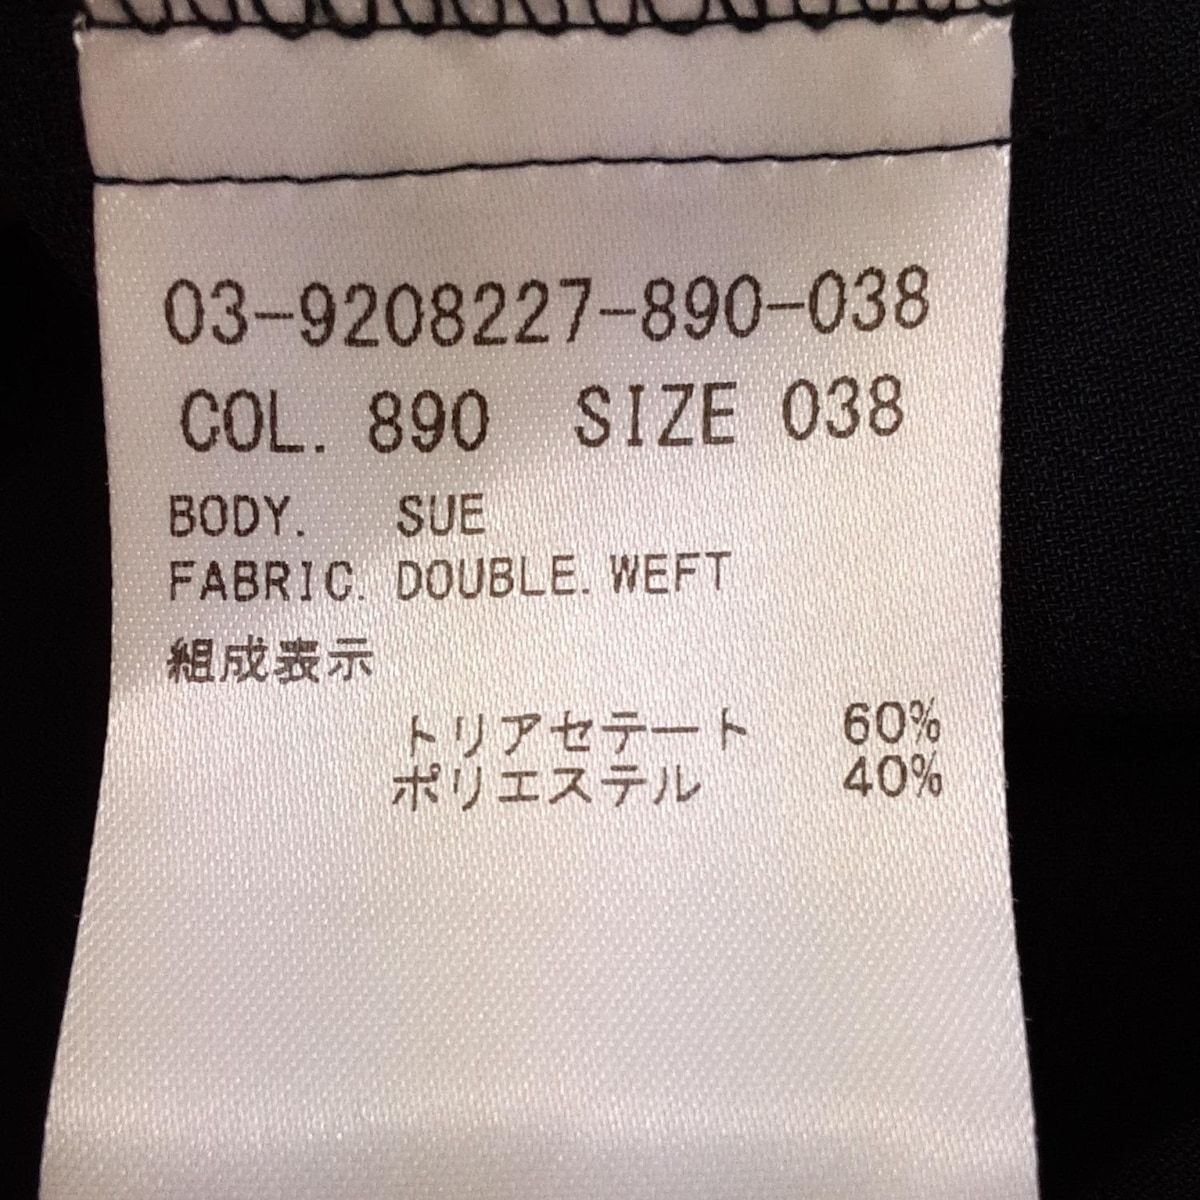 03-9208227-890-038
COL. 890 SIZE 038
BODY. SUE
FABRIC. DOUBLE. WEFT
組成表示
トリアセテート 60%
ポリエステル 40%